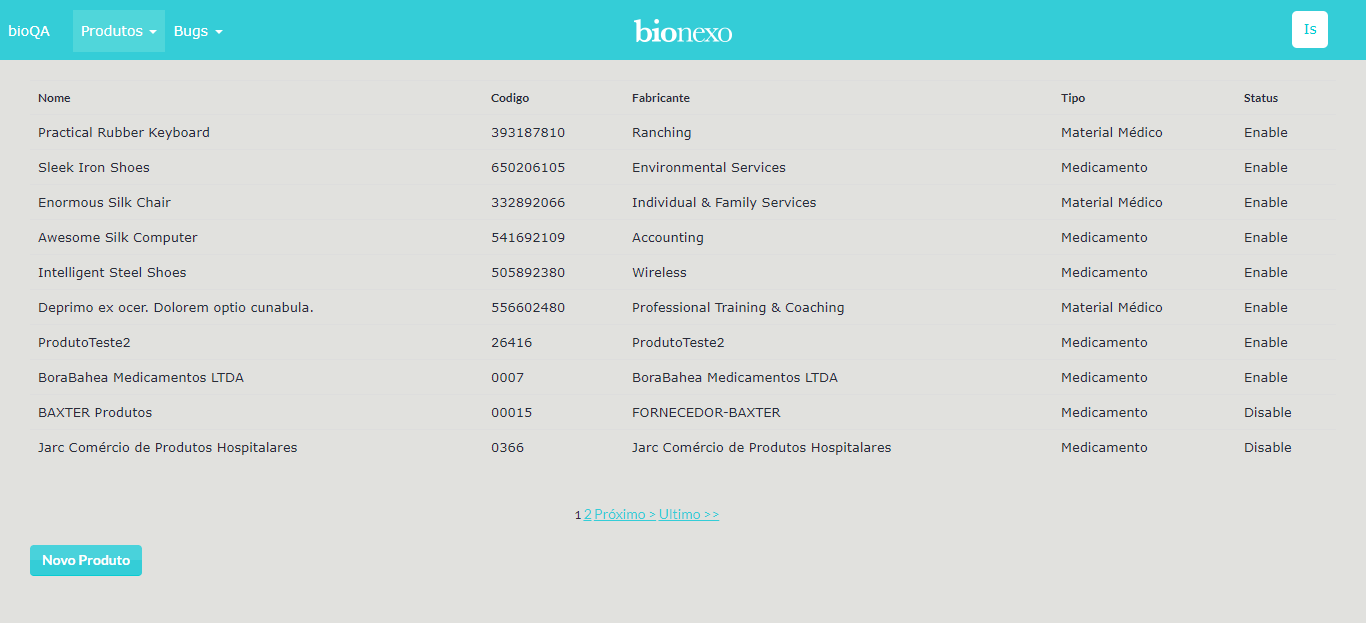 bioQA Produtos Bugs bionexo Is
Nome Codigo Fabricante Tipo Status
Practical Rubber Keyboard 393187810 Ranching Material Médico Enable
Sleek Iron Shoes 650206105 Environmental Services Medicamento Enable
Enormous Silk Chair 332892066 Individual & Family Services Material Médico Enable
Awesome Silk Computer 541692109 Accounting Medicamento Enable
Intelligent Steel Shoes 505892380 Wireless Medicamento Enable
Deprimo ex ocer. Dolorem optio cunabula. 556602480 Professional Training & Coaching Material Médico Enable
ProdutoTeste2 26416 ProdutoTeste2 Medicamento Enable
BoraBahea Medicamentos LTDA 0007 BoraBahea Medicamentos LTDA Medicamento Enable
BAXTER Produtos 00015 FORNECEDOR-BAXTER Medicamento Disable
Jarc Comércio de Produtos Hospitalares 0366 Jarc Comércio de Produtos Hospitalares Medicamento Disable
1 2 Próximo > Ultimo >>
Novo Produto